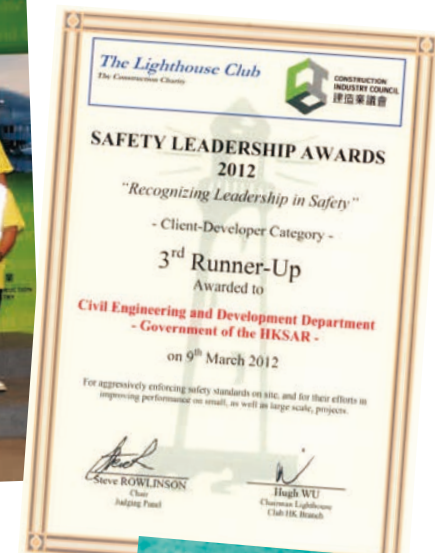 The Lighthouse Club
The Construction Charity
CONSTRUCTION
INDUSTRY COUNCIL
建造業議會
SAFETY LEADERSHIP AWARDS
2012
"Recognizing Leadership in Safety"
- Client-Developer Category -
3rd Runner-Up
Awarded to
Civil Engineering and Development Department
- Government of the HKSAR -
on 9th March 2012
For aggressively enforcing safety standards on site, and for their efforts in
improving performance on small, as well as large scale, projects.
Steve ROWLINSON
Chair
Judging Panel
Hugh WU
Chairman Lighthouse
Club HK Branch